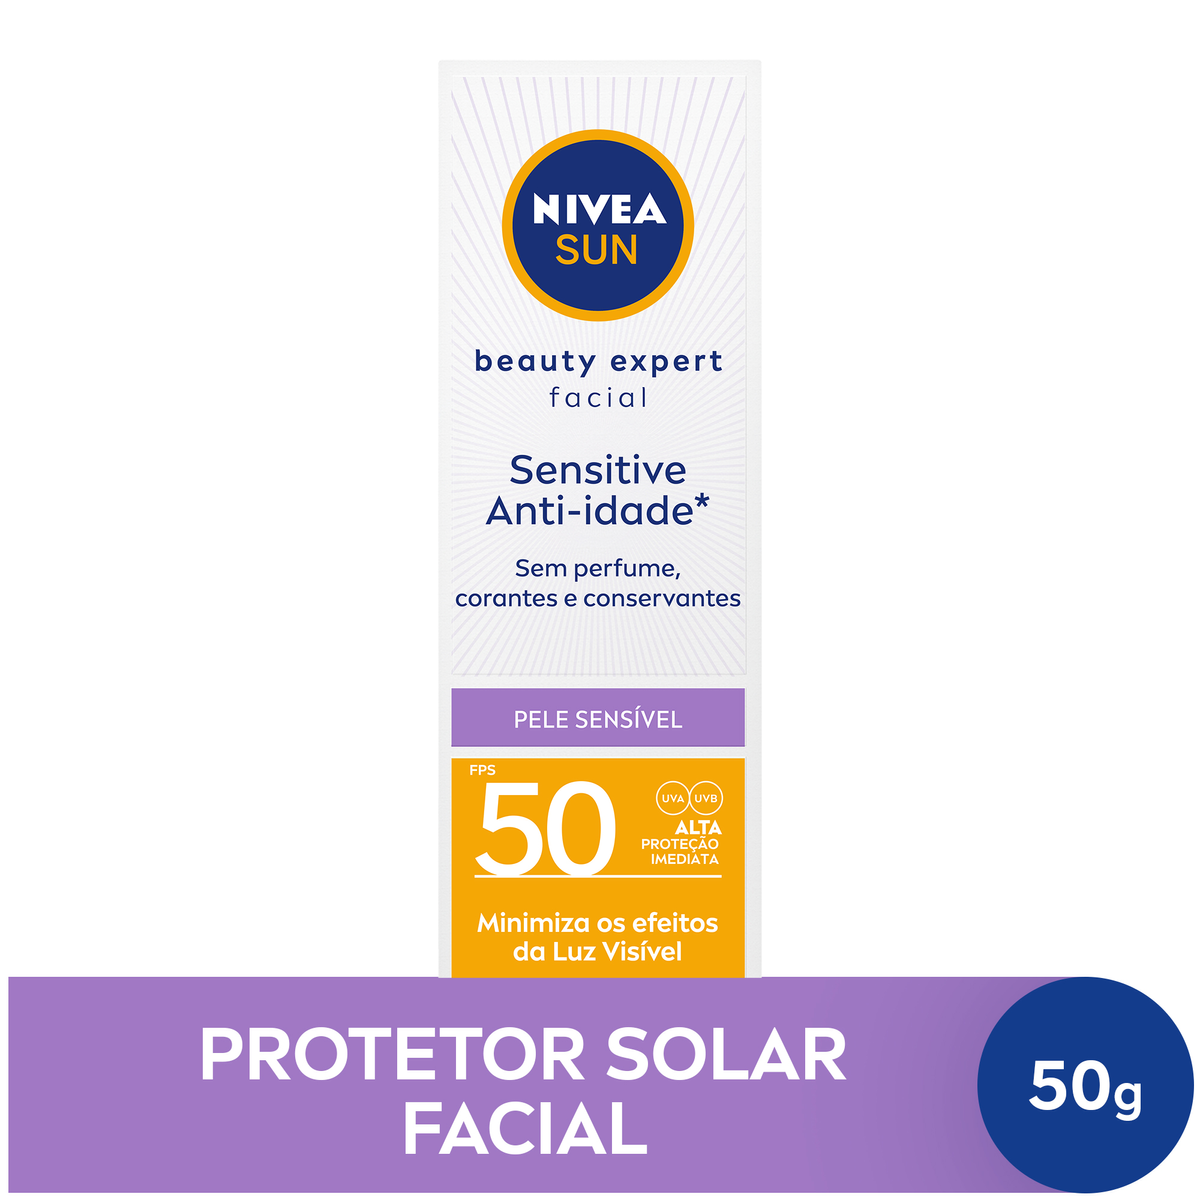 NIVEA
SUN
beauty expert
facial
Sensitive
Anti-idade*
Sem perfume,
corantes e conservantes
PELE SENSÍVEL
FPS
50
UVA UVB
ALTA
PROTEÇÃO
IMEDIATA
Minimiza os efeitos
da Luz Visível
PROTETOR SOLAR
FACIAL
50g